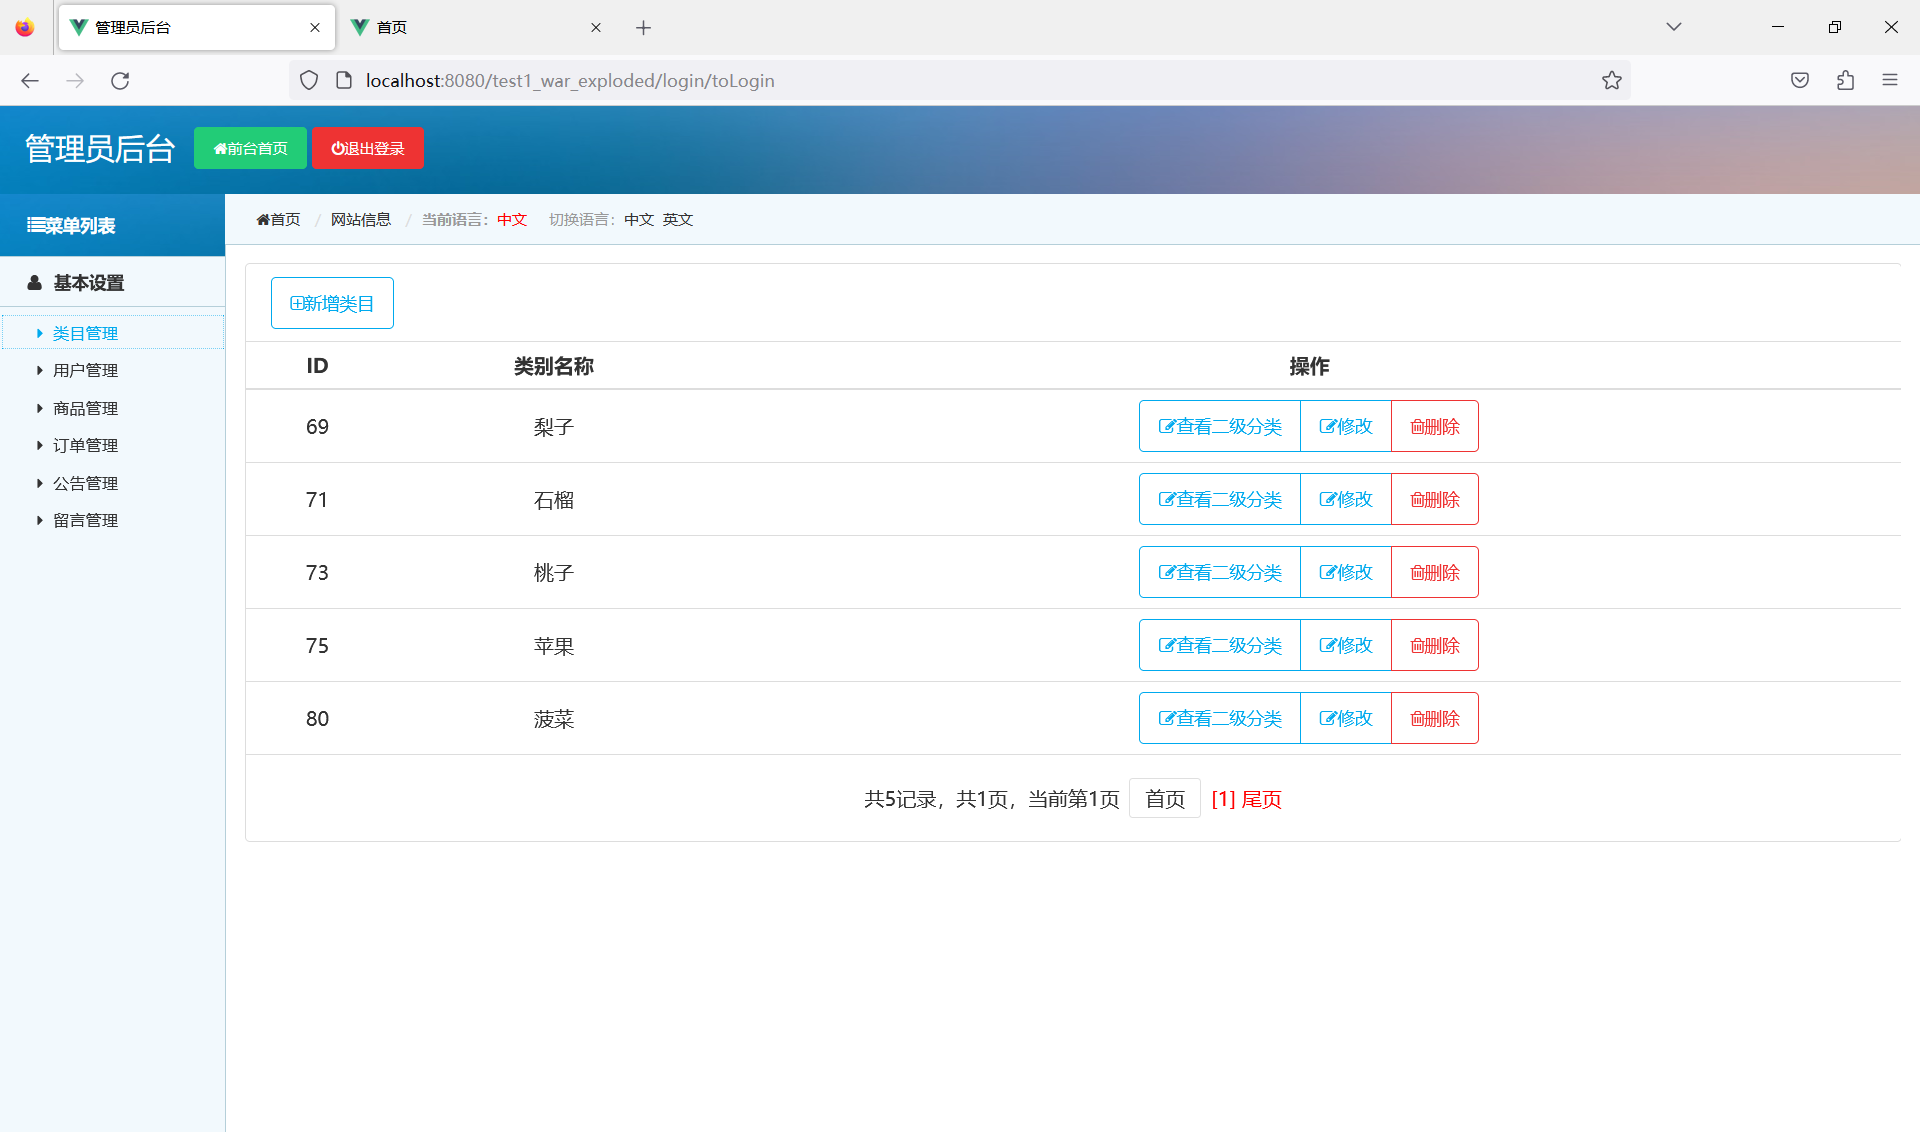 管理员后台
首页
localhost:8080/test1_war_exploded/login/toLogin
管理员后台 前台首页 退出登录
菜单列表
首页 / 网站信息 / 当前语言：中文 切换语言：中文 英文
基本设置
类目管理
用户管理
商品管理
订单管理
公告管理
留言管理
新增类目
ID 类别名称 操作
69 梨子 查看二级分类 修改 删除
71 石榴 查看二级分类 修改 删除
73 桃子 查看二级分类 修改 删除
75 苹果 查看二级分类 修改 删除
80 菠菜 查看二级分类 修改 删除
共5记录，共1页，当前第1页 首页 [1] 尾页